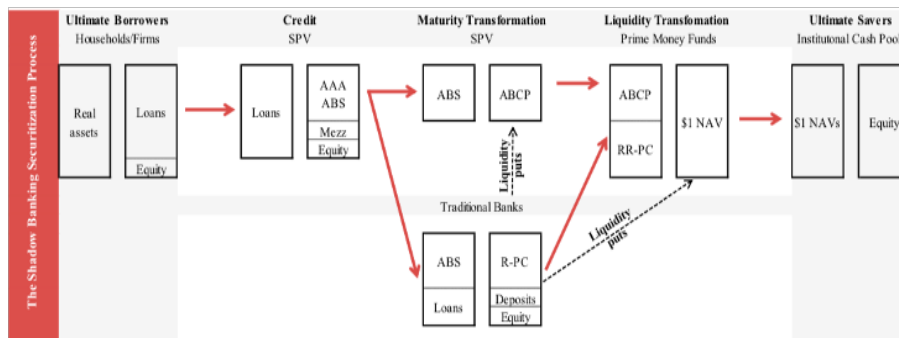 The Shadow Banking Securitization Process
Ultimate Borrowers
Households/Firms
Credit
SPV
Maturity Transformation
SPV
Liquidity Transfomation
Prime Money Funds
Ultimate Savers
Institutonal Cash Pool
Real
assets
Loans
Equity
Loans
AAA
ABS
Mezz
Equity
ABS
ABCP
ABCP
RR-PC
$1 NAV
$1 NAVs
Equity
Liquidity
puts
Traditional Banks
ABS
Loans
R-PC
Deposits
Equity
Liquidity
puts